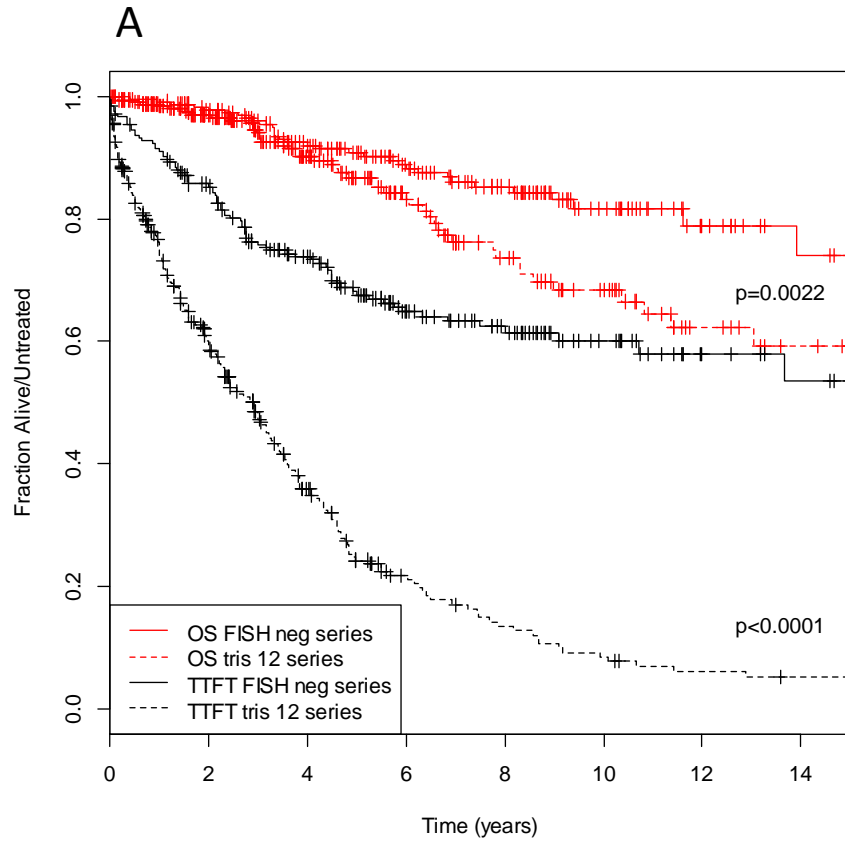 A
Fraction Alive/Untreated
1.0
0.8
0.6
0.4
0.2
0.0
p=0.0022
p<0.0001
OS FISH neg series
OS tris 12 series
TTFT FISH neg series
TTFT tris 12 series
0 2 4 6 8 10 12 14
Time (years)